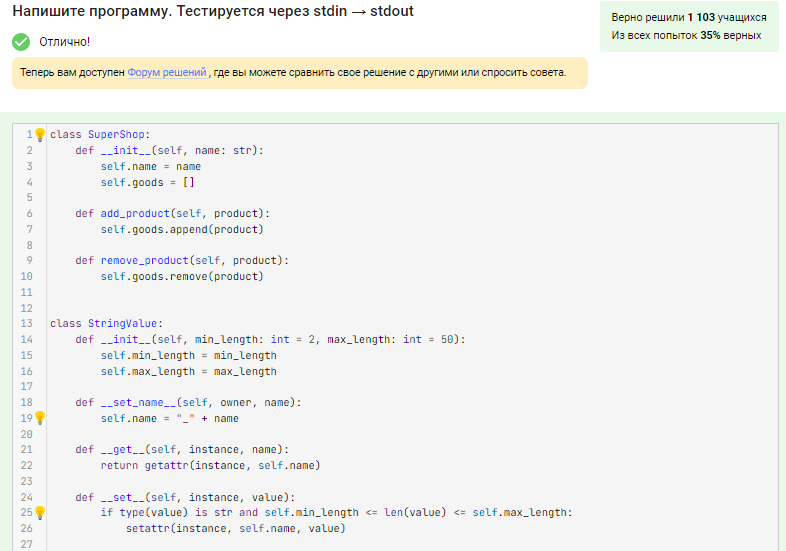 Напишите программу. Тестируется через stdin → stdout
Верно решили 1 103 учащихся
Из всех попыток 35% верных
Отлично!
Теперь вам доступен Форум решений, где вы можете сравнить свое решение с другими или спросить совета.
1 class SuperShop:
2     def __init__(self, name: str):
3         self.name = name
4         self.goods = []
5
6     def add_product(self, product):
7         self.goods.append(product)
8
9     def remove_product(self, product):
10         self.goods.remove(product)
11
12
13 class StringValue:
14     def __init__(self, min_length: int = 2, max_length: int = 50):
15         self.min_length = min_length
16         self.max_length = max_length
17
18     def __set_name__(self, owner, name):
19         self.name = "_" + name
20
21     def __get__(self, instance, name):
22         return getattr(instance, self.name)
23
24     def __set__(self, instance, value):
25         if type(value) is str and self.min_length <= len(value) <= self.max_length:
26             setattr(instance, self.name, value)
27